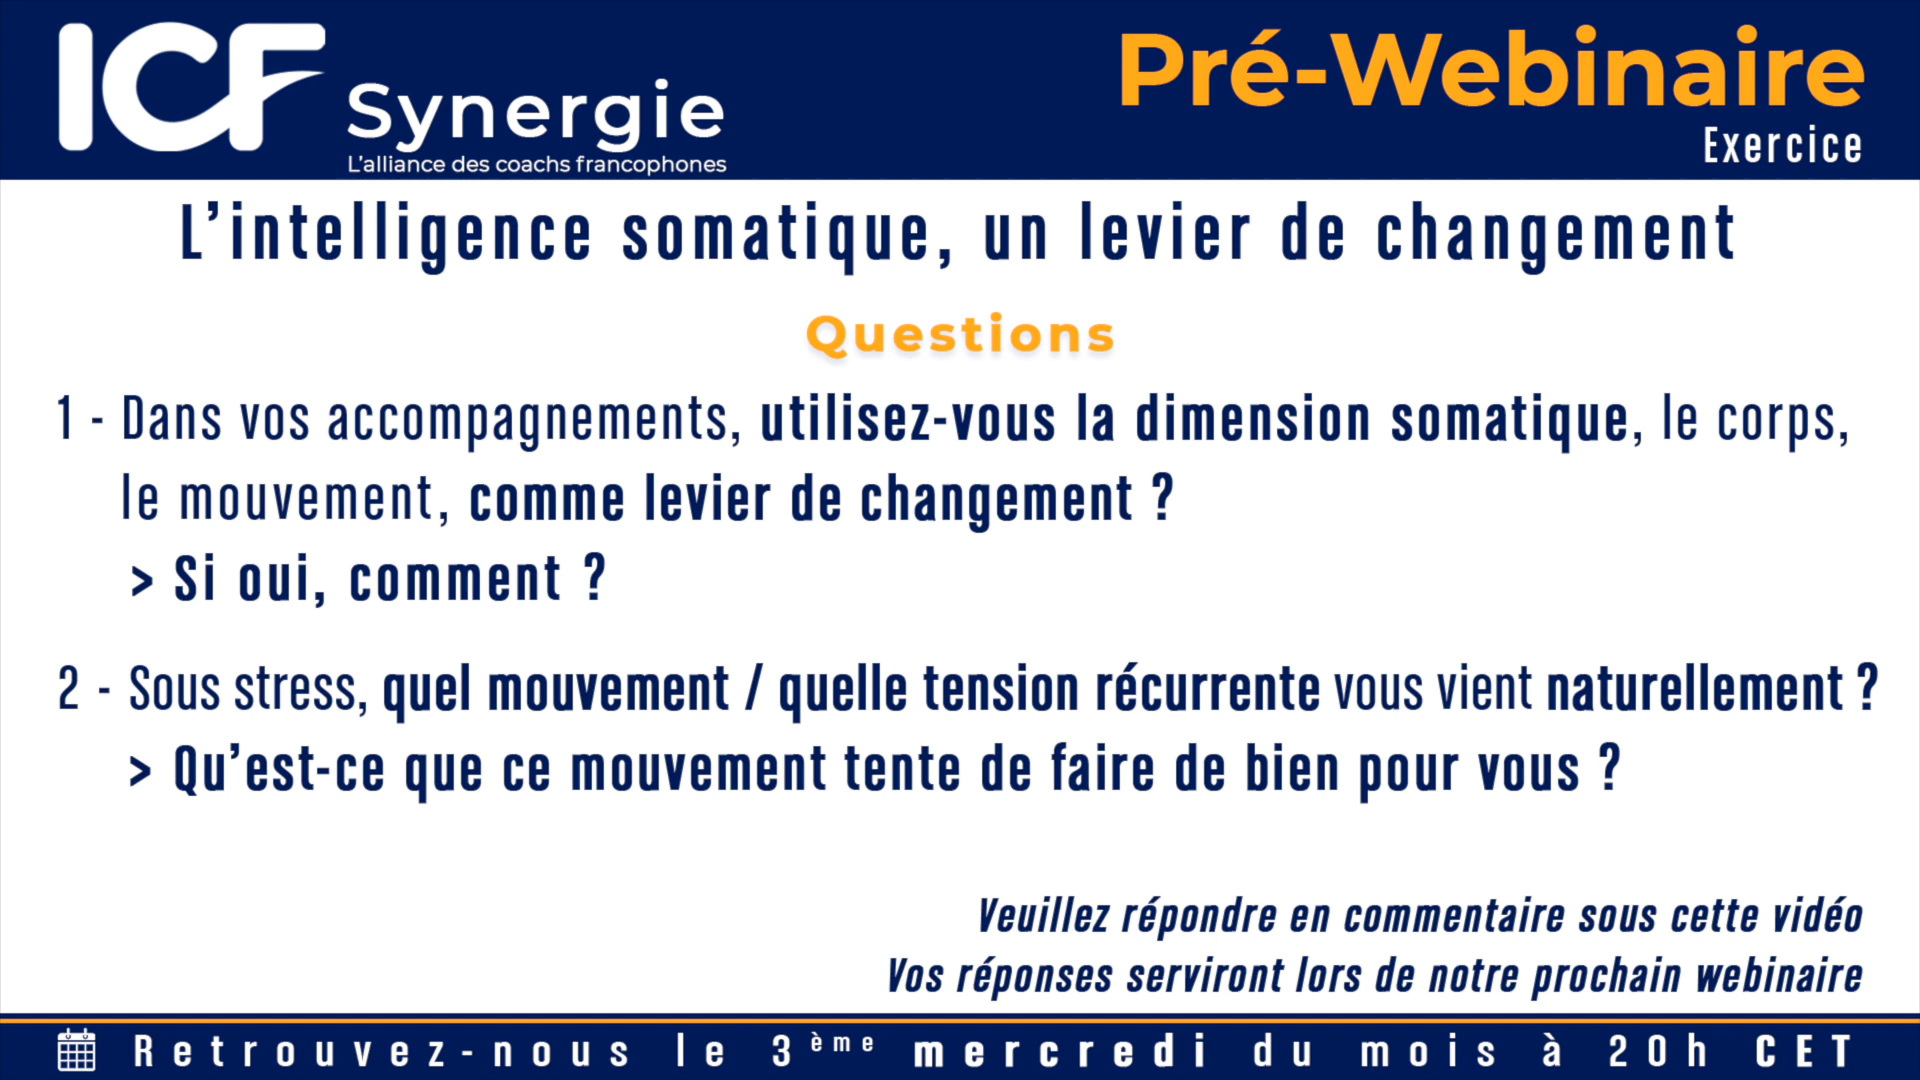 ICF Synergie
L'alliance des coachs francophones
Pré-Webinaire
Exercice
L'intelligence somatique, un levier de changement
Questions
1 - Dans vos accompagnements, utilisez-vous la dimension somatique, le corps,
le mouvement, comme levier de changement ?
> Si oui, comment ?
2 - Sous stress, quel mouvement / quelle tension récurrente vous vient naturellement ?
> Qu'est-ce que ce mouvement tente de faire de bien pour vous ?
Veuillez répondre en commentaire sous cette vidéo
Vos réponses serviront lors de notre prochain webinaire
Retrouvez-nous le 3ème mercredi du mois à 20h CET